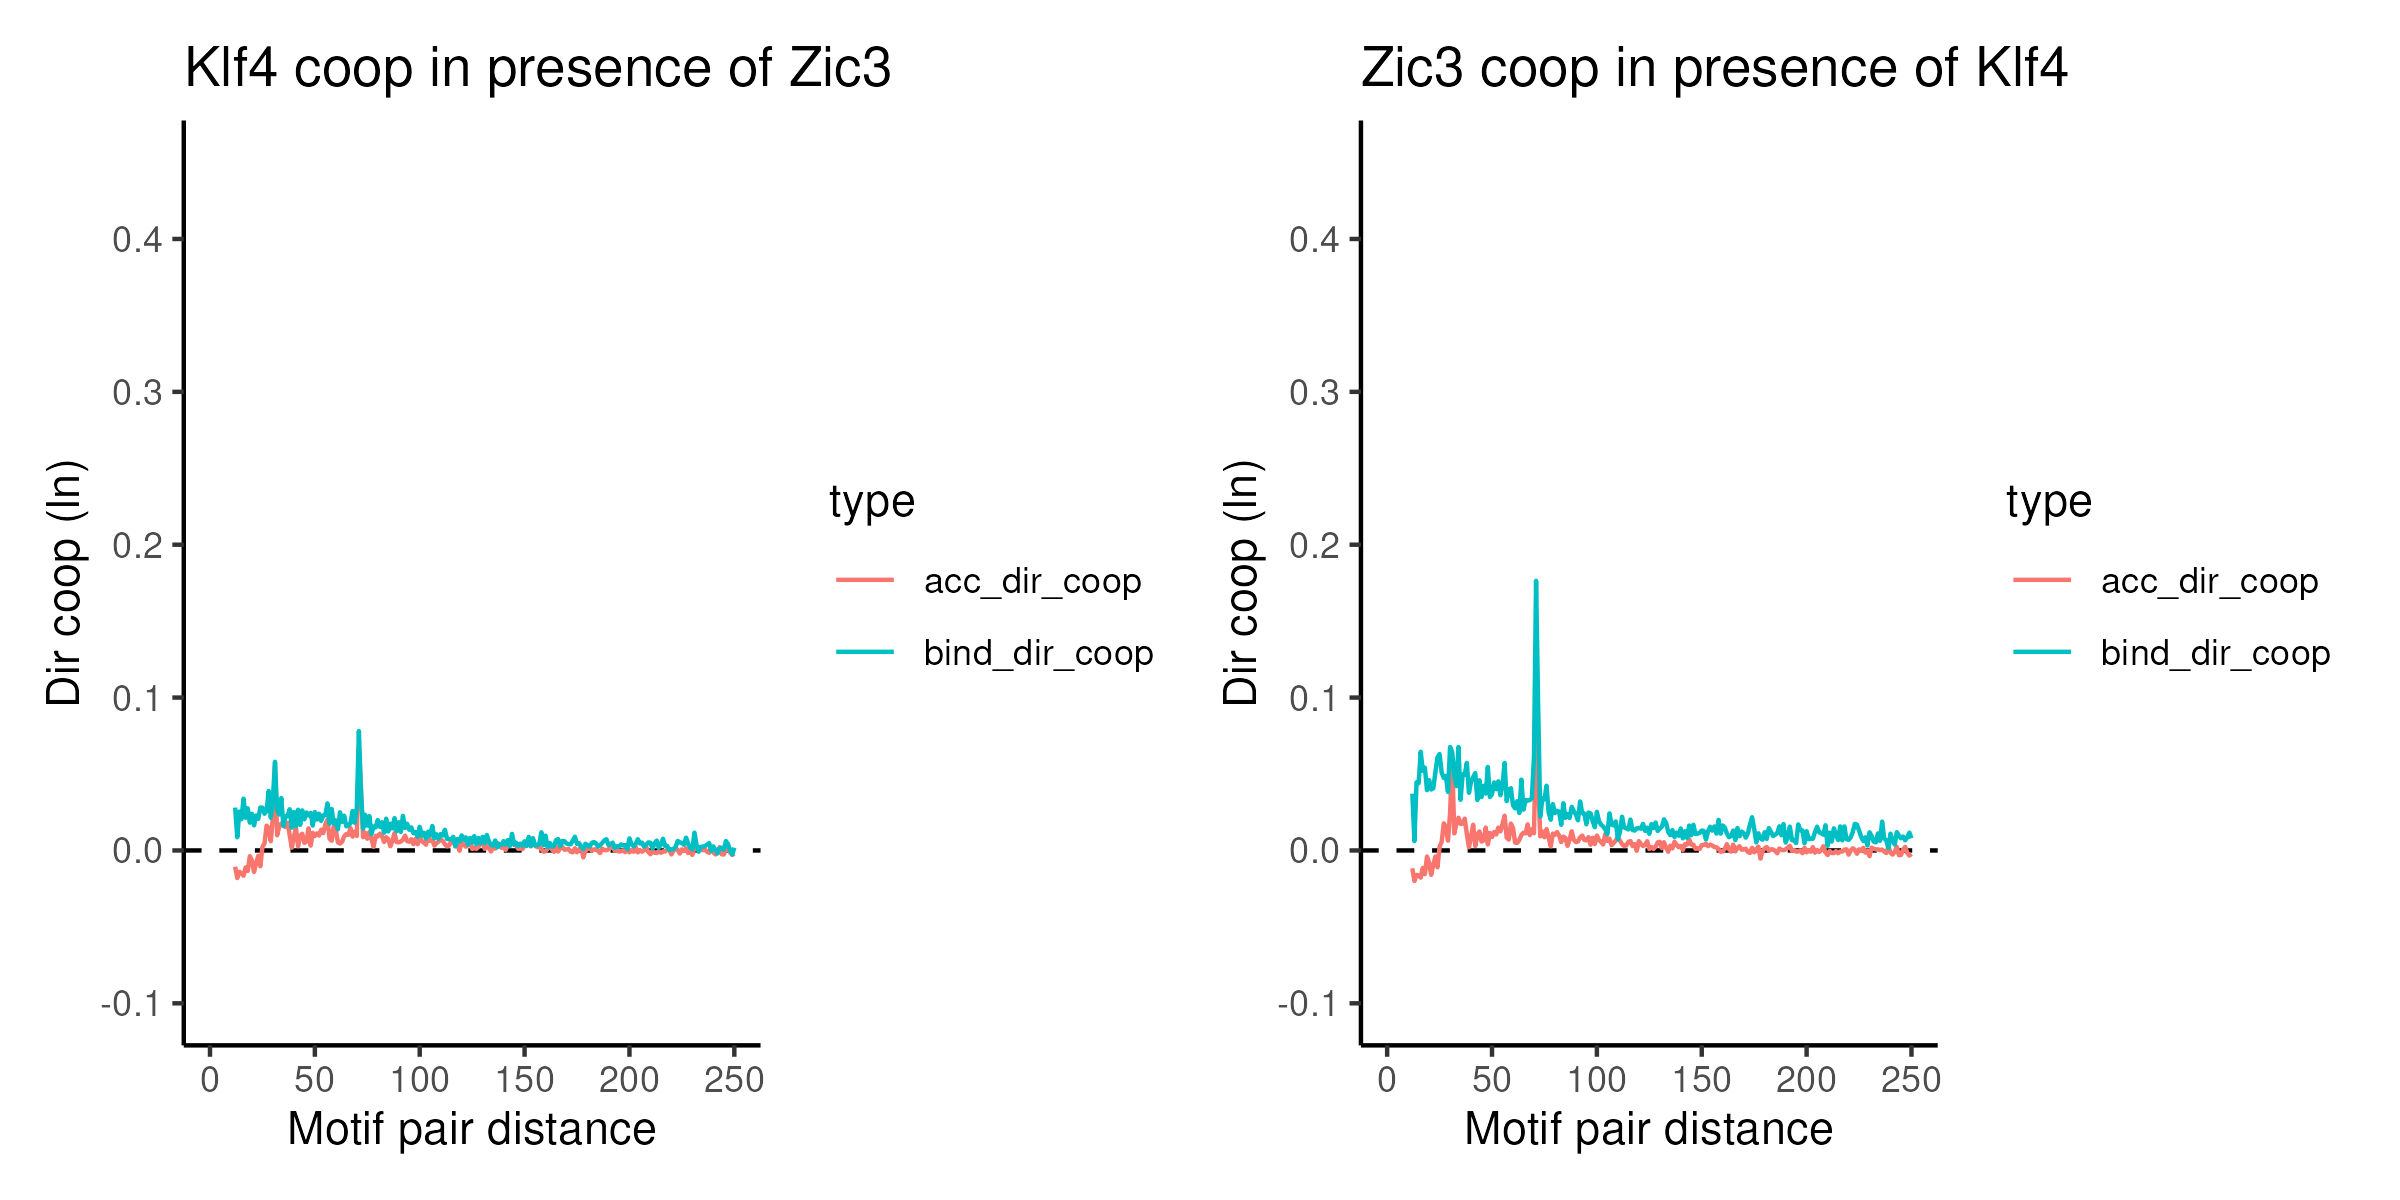 Klf4 coop in presence of Zic3
Dir coop (ln)
0.4
0.3
0.2
0.1
0.0
-0.1
0 50 100 150 200 250
Motif pair distance
type
acc_dir_coop
bind_dir_coop
Zic3 coop in presence of Klf4
Dir coop (ln)
0.4
0.3
0.2
0.1
0.0
-0.1
0 50 100 150 200 250
Motif pair distance
type
acc_dir_coop
bind_dir_coop